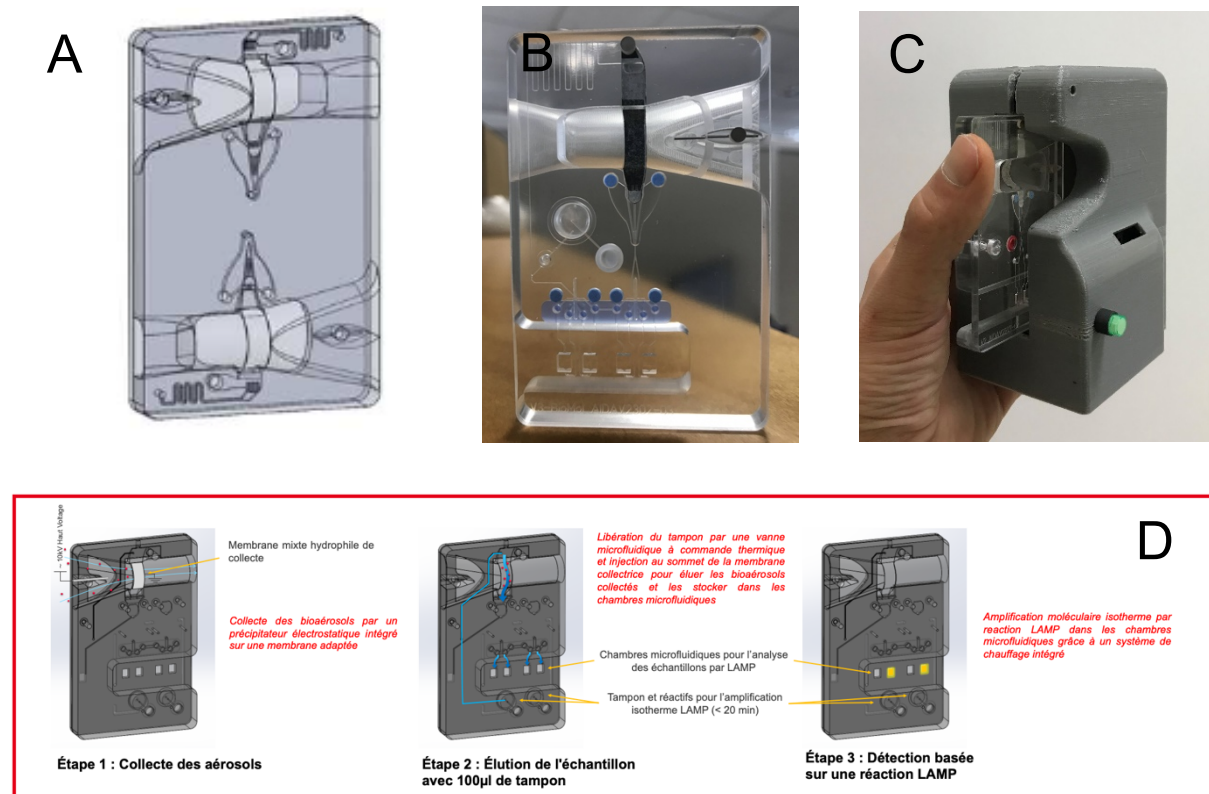 A
B
C
D
~ 10kV Haut Voltage
Membrane mixte hydrophile de
collecte
Collecte des bioaérosols par un
précipitateur électrostatique intégré
sur une membrane adaptée
Étape 1 : Collecte des aérosols
Libération du tampon par une vanne
microfluidique à commande thermique
et injection au sommet de la membrane
collectrice pour éluer les bioaérosols
collectés et les stocker dans les
chambres microfluidiques
Chambres microfluidiques pour l'analyse
des échantillons par LAMP
Tampon et réactifs pour l'amplification
isotherme LAMP (< 20 min)
Étape 2 : Élution de l'échantillon
avec 100µl de tampon
Amplification moléculaire isotherme par
reaction LAMP dans les chambres
microfluidiques grâce à un système de
chauffage intégré
Étape 3 : Détection basée
sur une réaction LAMP